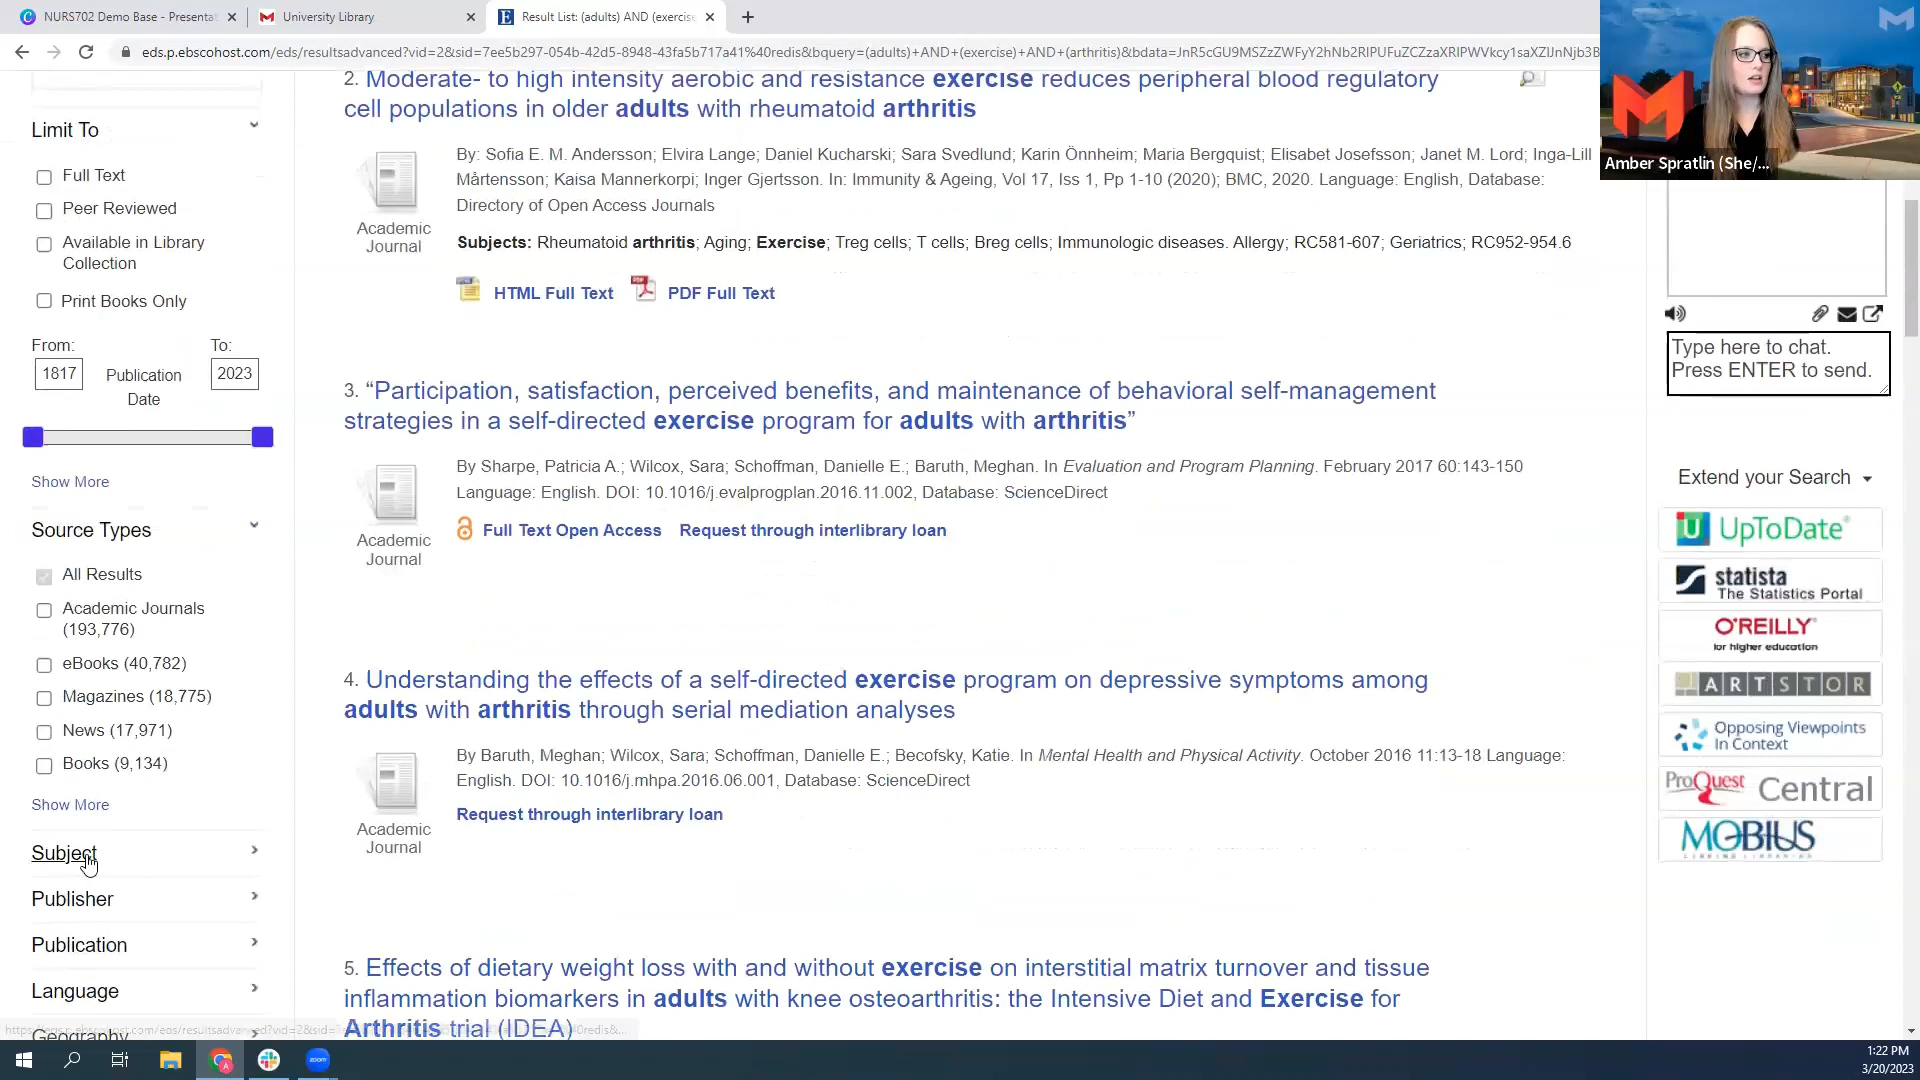 NURS702 Demo Base - Presentat
University Library
Result List: (adults) AND (exercise
eds.p.ebscohost.com/eds/resultsadvanced?vid=2&sid=7ee5b297-054b-42d5-8948-43fa5b717a41%40redis&bquery=(adults)+AND+(exercise)+AND+(arthritis)&bdata=
Amber Spratlin (She/...
Limit To
Full Text
Peer Reviewed
Available in Library
Collection
Print Books Only
From:
To:
1817
Publication
Date
2023
Show More
Source Types
All Results
Academic Journals
(193,776)
eBooks (40,782)
Magazines (18,775)
News (17,971)
Books (9,134)
Show More
Subject
Publisher
Publication
Language
Geography
2. Moderate- to high intensity aerobic and resistance exercise reduces peripheral blood regulatory
cell populations in older adults with rheumatoid arthritis
Academic
Journal
By: Sofia E. M. Andersson; Elvira Lange; Daniel Kucharski; Sara Svedlund; Karin Önnheim; Maria Bergquist; Elisabet Josefsson; Janet M. Lord; Inga-Lill
Mårtensson; Kaisa Mannerkorpi; Inger Gjertsson. In: Immunity & Ageing, Vol 17, Iss 1, Pp 1-10 (2020); BMC, 2020. Language: English, Database:
Directory of Open Access Journals
Subjects: Rheumatoid arthritis; Aging; Exercise; Treg cells; T cells; Breg cells; Immunologic diseases. Allergy; RC581-607; Geriatrics; RC952-954.6
HTML Full Text
PDF Full Text
3. “Participation, satisfaction, perceived benefits, and maintenance of behavioral self-management
strategies in a self-directed exercise program for adults with arthritis”
Academic
Journal
By Sharpe, Patricia A.; Wilcox, Sara; Schoffman, Danielle E.; Baruth, Meghan. In Evaluation and Program Planning. February 2017 60:143-150
Language: English. DOI: 10.1016/j.evalprogplan.2016.11.002, Database: ScienceDirect
Full Text Open Access
Request through interlibrary loan
4. Understanding the effects of a self-directed exercise program on depressive symptoms among
adults with arthritis through serial mediation analyses
Academic
Journal
By Baruth, Meghan; Wilcox, Sara; Schoffman, Danielle E.; Becofsky, Katie. In Mental Health and Physical Activity. October 2016 11:13-18 Language:
English. DOI: 10.1016/j.mhpa.2016.06.001, Database: ScienceDirect
Request through interlibrary loan
5. Effects of dietary weight loss with and without exercise on interstitial matrix turnover and tissue
inflammation biomarkers in adults with knee osteoarthritis: the Intensive Diet and Exercise for
Arthritis trial (IDEA)
Type here to chat.
Press ENTER to send.
Extend your Search
UpToDate®
statista
The Statistics Portal
O'REILLY®
for higher education
ARTSTOR
Opposing Viewpoints
In Context
ProQuest Central
MOBIUS
zoom
1:22 PM
3/20/2023